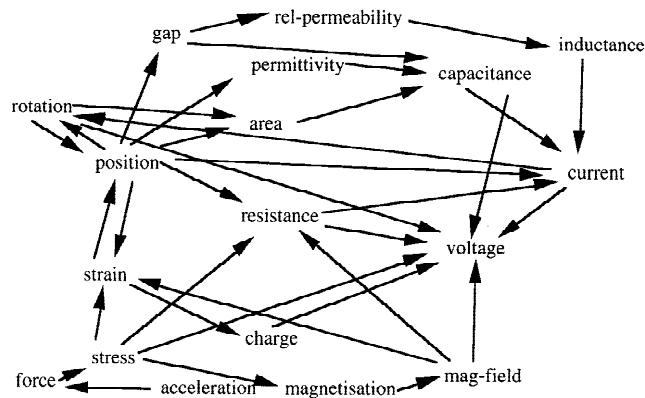 rel-permeability
gap
inductance
permittivity
capacitance
rotation
area
position
current
resistance
voltage
strain
charge
stress
force
acceleration
magnetisation
mag-field